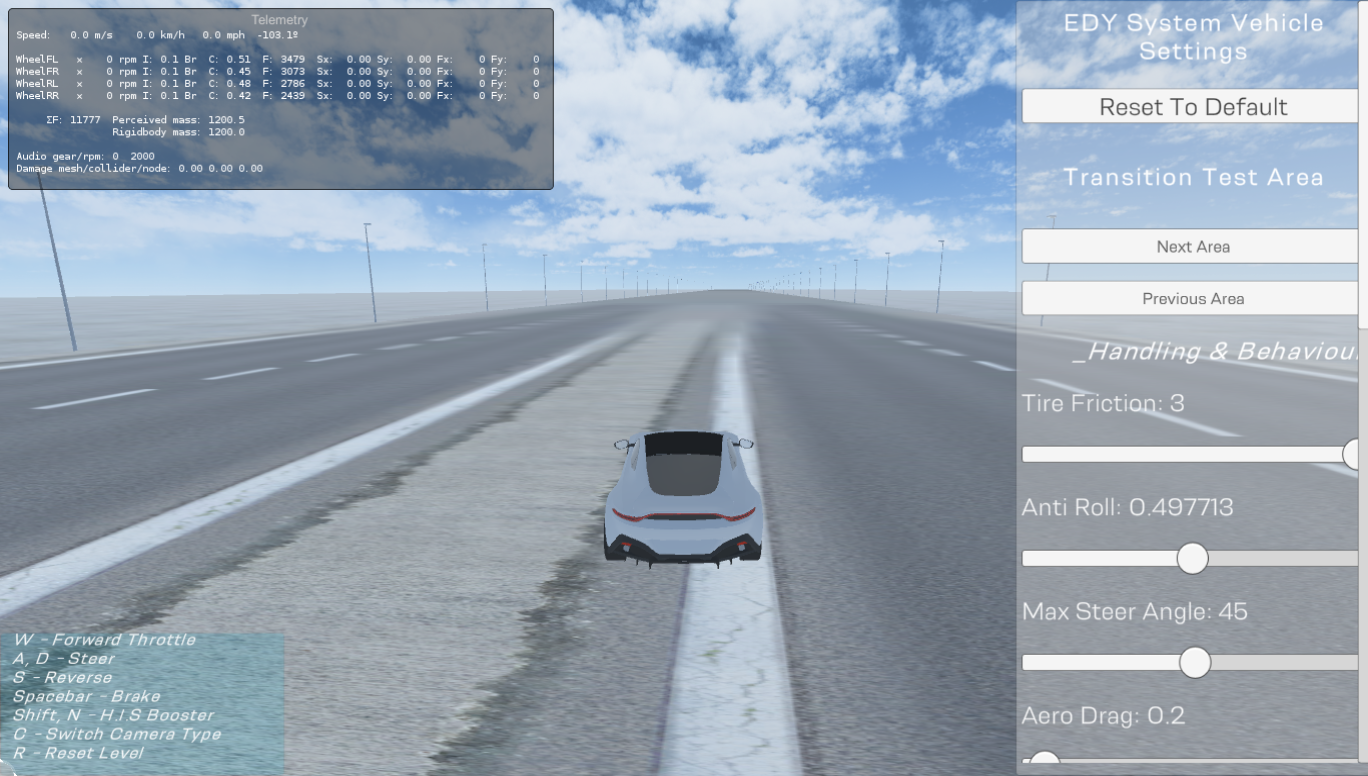 Telemetry
Speed: 0.0 m/s 0.0 km/h 0.0 mph -103.1º
WheelFL x 0 rpm I: 0.1 Br C: 0.51 F: 3479 Sx: 0.00 Sy: 0.00 Fx: 0 Fy: 0
WheelFR x 0 rpm I: 0.1 Br C: 0.45 F: 3073 Sx: 0.00 Sy: 0.00 Fx: 0 Fy: 0
WheelRL x 0 rpm I: 0.1 Br C: 0.48 F: 2786 Sx: 0.00 Sy: 0.00 Fx: 0 Fy: 0
WheelRR x 0 rpm I: 0.1 Br C: 0.42 F: 2439 Sx: 0.00 Sy: 0.00 Fx: 0 Fy: 0
ΣF: 11777 Perceived mass: 1200.5
Rigidbody mass: 1200.0
Audio gear/rpm: 0 2000
Damage mesh/collider/node: 0.00 0.00 0.00
EDY System Vehicle
Settings
Reset To Default
Transition Test Area
Next Area
Previous Area
_Handling & Behaviour
Tire Friction: 3
Anti Roll: 0.497713
Max Steer Angle: 45
Aero Drag: 0.2
W - Forward Throttle
A, D - Steer
S - Reverse
Spacebar - Brake
Shift, N - H.I.S Booster
C - Switch Camera Type
R - Reset Level